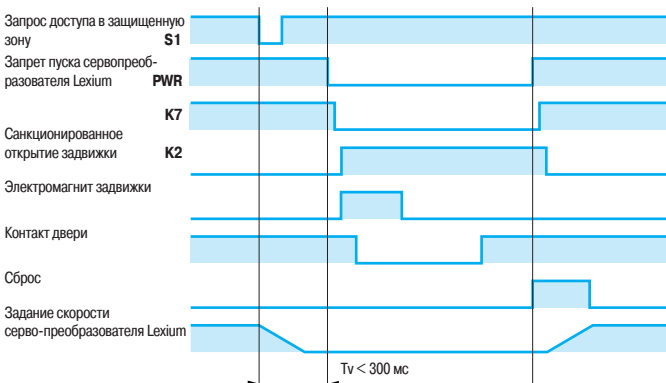 Запрос доступа в защищенную
зону S1
Запрет пуска сервопреоб-
разователя Lexium PWR
K7
Санкционированное
открытие задвижки K2
Электромагнит задвижки
Контакт двери
Сброс
Задание скорости
серво-преобразователя Lexium
Tv < 300 мс